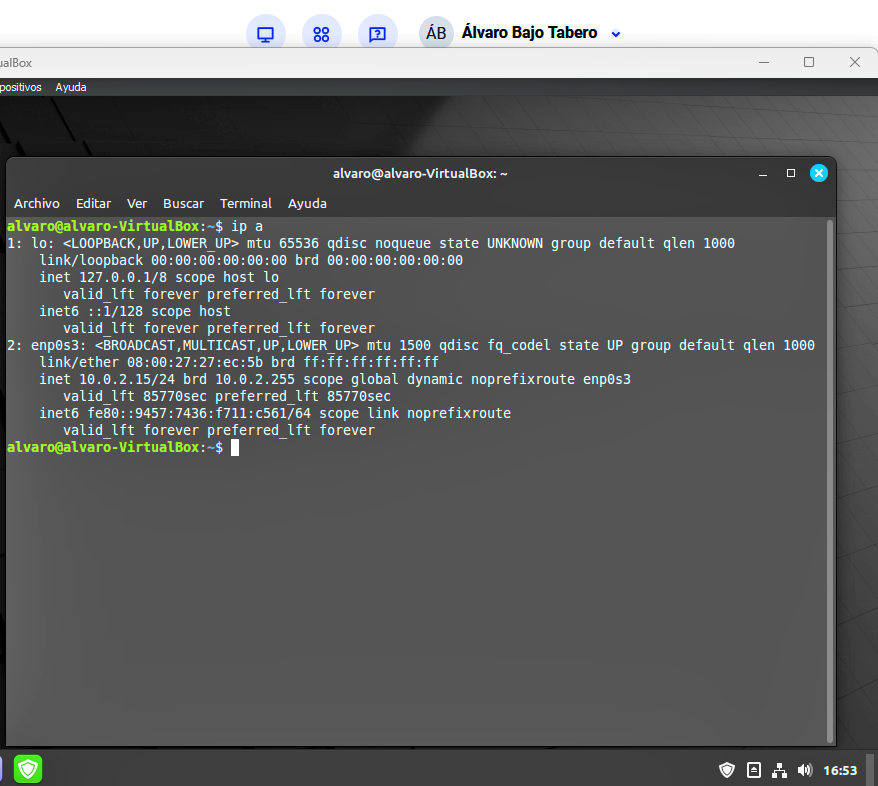 ÁB Álvaro Bajo Tabero
ualBox
positivos Ayuda
alvaro@alvaro-VirtualBox: ~
Archivo Editar Ver Buscar Terminal Ayuda
alvaro@alvaro-VirtualBox:~$ ip a
1: lo: <LOOPBACK,UP,LOWER_UP> mtu 65536 qdisc noqueue state UNKNOWN group default qlen 1000
    link/loopback 00:00:00:00:00:00 brd 00:00:00:00:00:00
    inet 127.0.0.1/8 scope host lo
       valid_lft forever preferred_lft forever
    inet6 ::1/128 scope host
       valid_lft forever preferred_lft forever
2: enp0s3: <BROADCAST,MULTICAST,UP,LOWER_UP> mtu 1500 qdisc fq_codel state UP group default qlen 1000
    link/ether 08:00:27:27:ec:5b brd ff:ff:ff:ff:ff:ff
    inet 10.0.2.15/24 brd 10.0.2.255 scope global dynamic noprefixroute enp0s3
       valid_lft 85770sec preferred_lft 85770sec
    inet6 fe80::9457:7436:f711:c561/64 scope link noprefixroute
       valid_lft forever preferred_lft forever
alvaro@alvaro-VirtualBox:~$
16:53